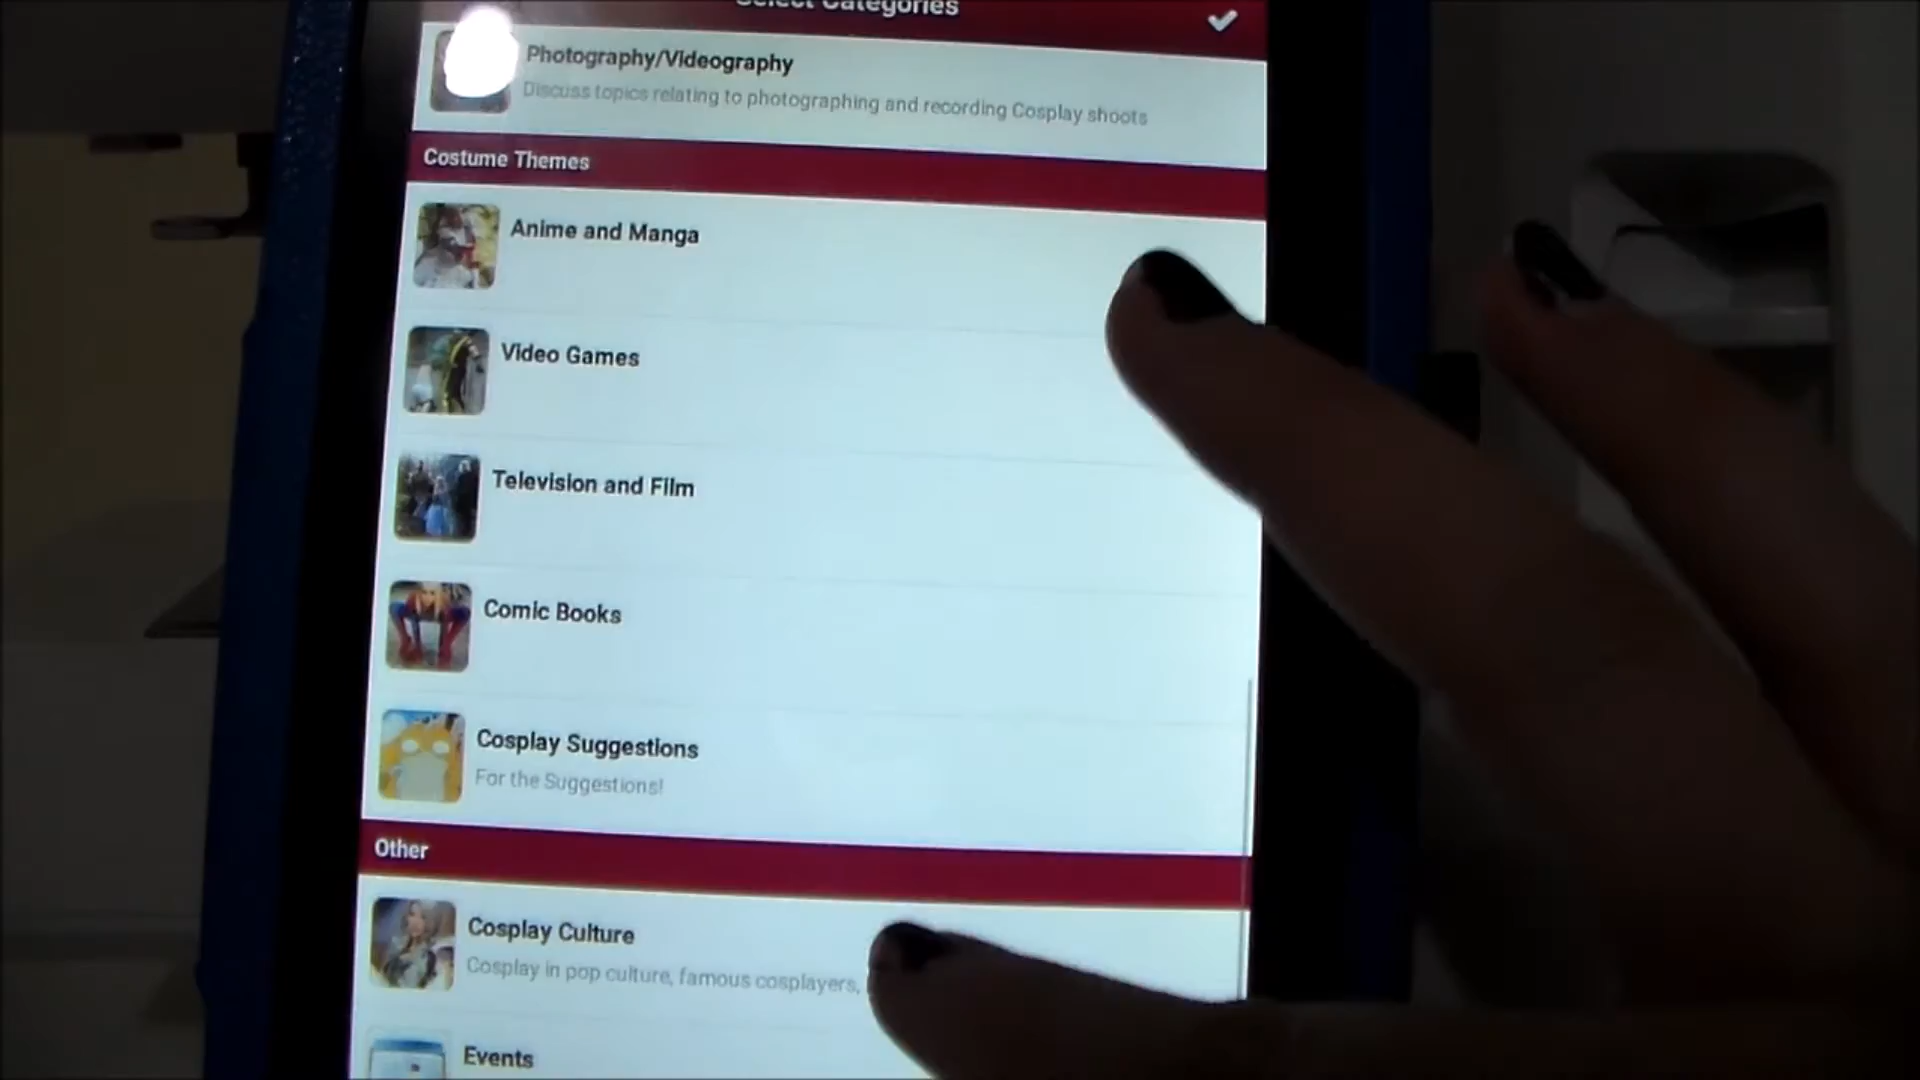 Select Categories
Photography/Videography
Discuss topics relating to photographing and recording Cosplay shoots
Costume Themes
Anime and Manga
Video Games
Television and Film
Comic Books
Cosplay Suggestions
For the Suggestions!
Other
Cosplay Culture
Cosplay in pop culture, famous cosplayers,
Events